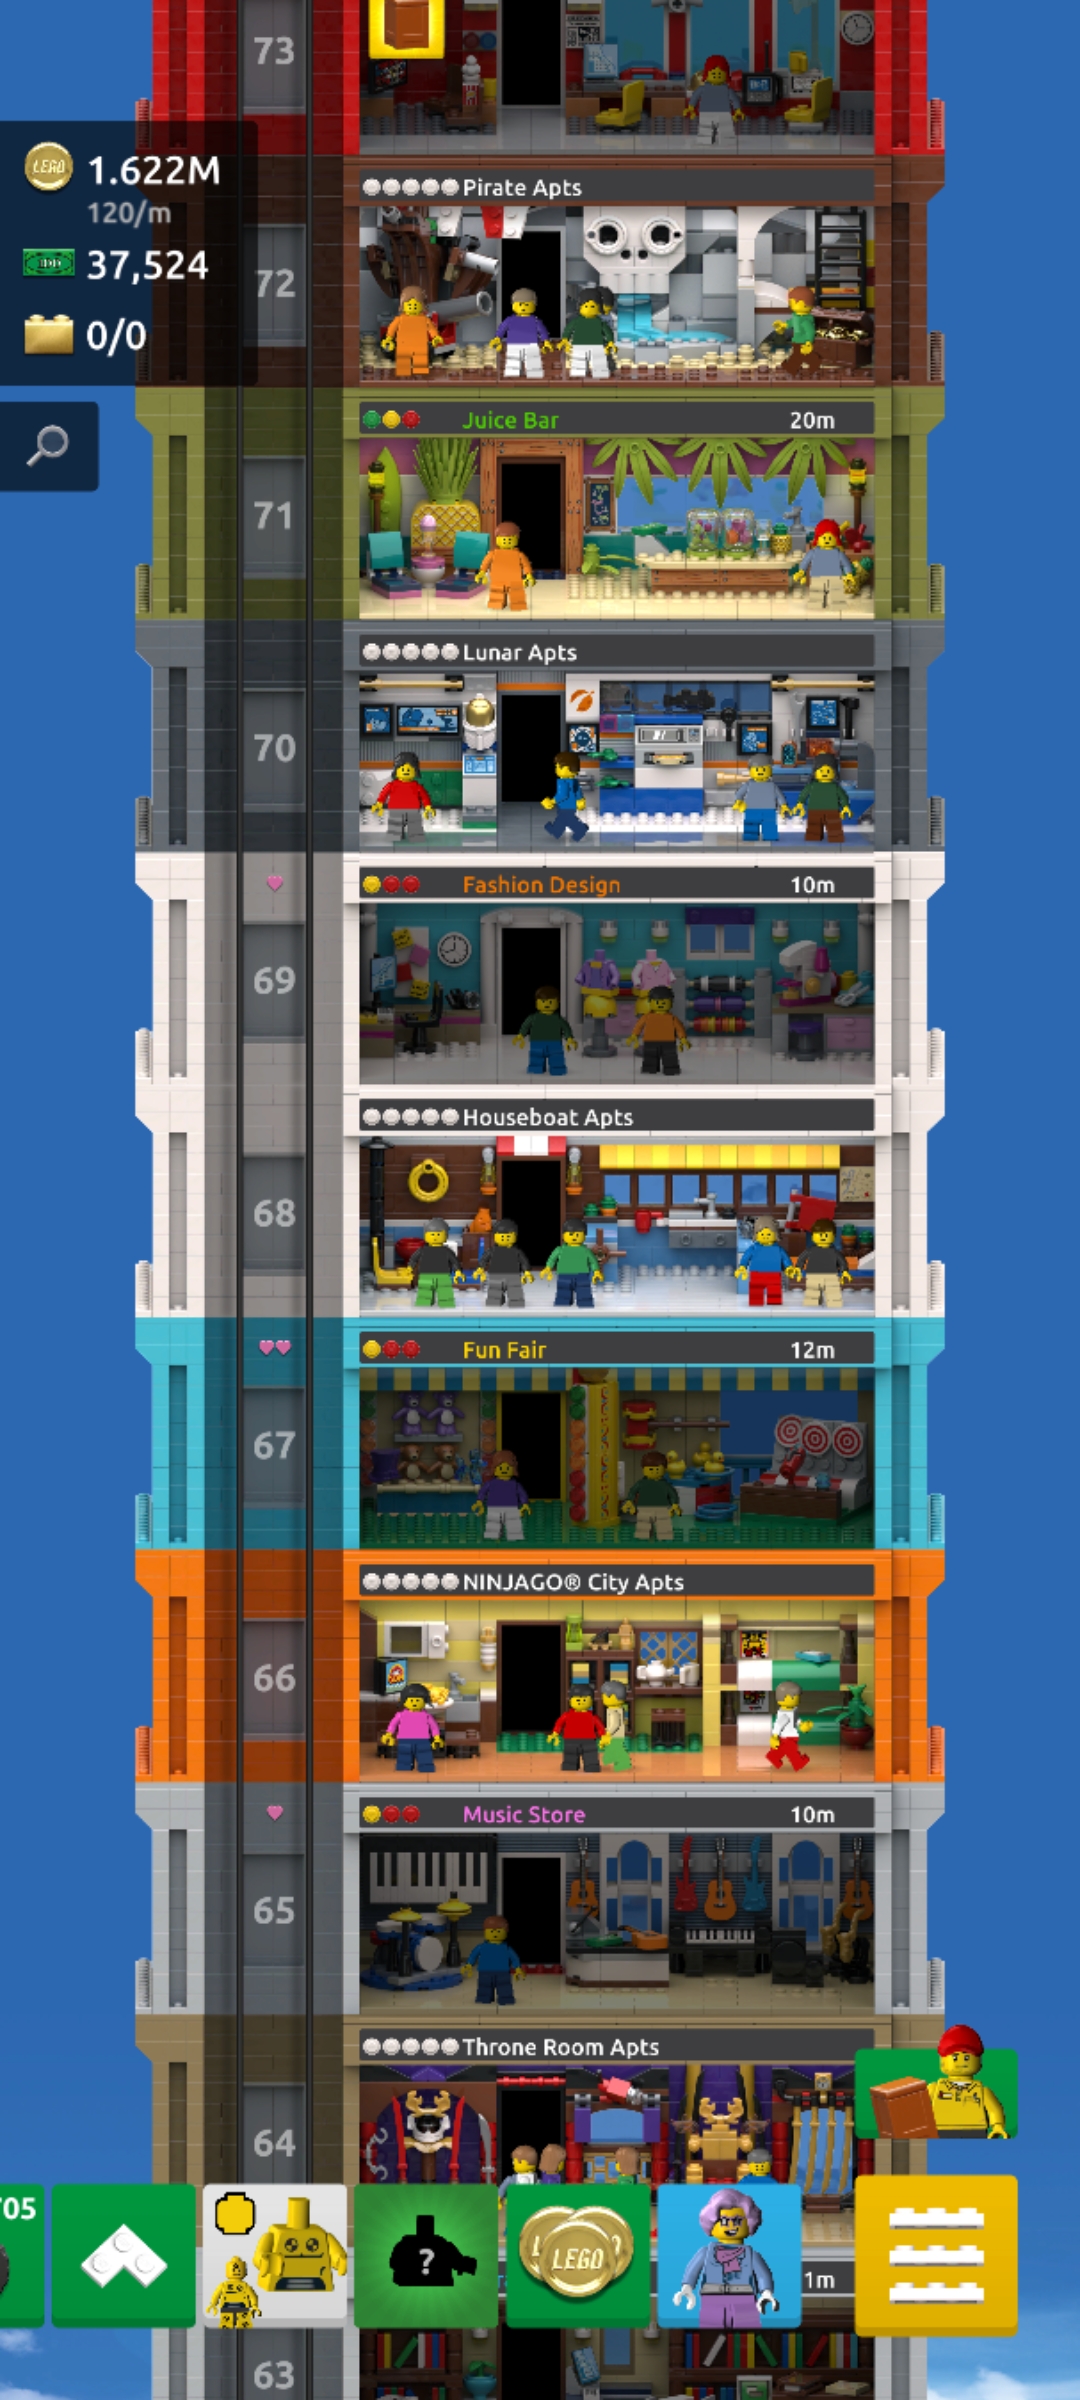 73
LEGO 1.622M
120/m
Pirate Apts
37,524
72
0/0
Juice Bar 20m
71
Lunar Apts
70
Fashion Design 10m
69
Houseboat Apts
68
Fun Fair 12m
67
NINJAGO® City Apts
66
Music Store 10m
65
Throne Room Apts
64
05
?
LEGO
1m
63